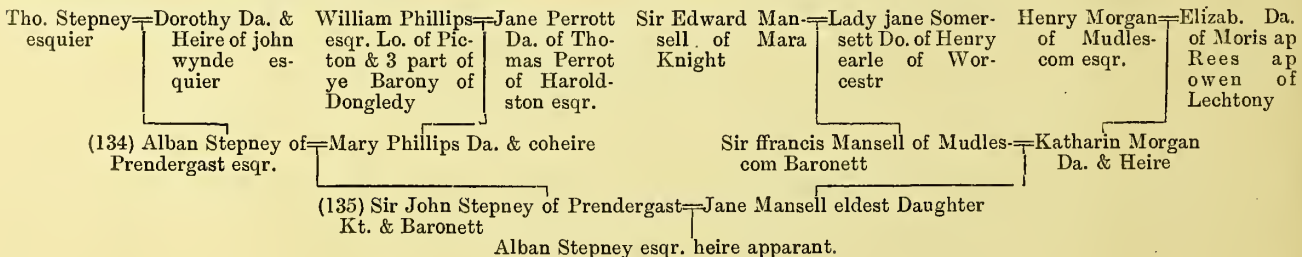 Tho. Stepney
esquier
Dorothy Da. &
Heire of john
wynde es-
quier
William Phillips
esqr. Lo. of Pic-
ton & 3 part of
ye Barony of
Dongledy
Jane Perrott
Da. of Tho-
mas Perrot
of Harold-
ston esqr.
Sir Edward Man-
sell of Mara
Knight
Lady jane Somer-
sett Do. of Henry
earle of Wor-
cestr
Henry Morgan
of Mudles-
com esqr.
Elizab. Da.
of Moris ap
Rees ap
owen of
Lechtony
(134) Alban Stepney of
Prendergast esqr.
Mary Phillips Da. & coheire
Sir ffrancis Mansell of Mudles-
com Baronett
Katharin Morgan
Da. & Heire
(135) Sir John Stepney of Prendergast
Kt. & Baronett
Jane Mansell eldest Daughter
Alban Stepney esqr. heire apparant.